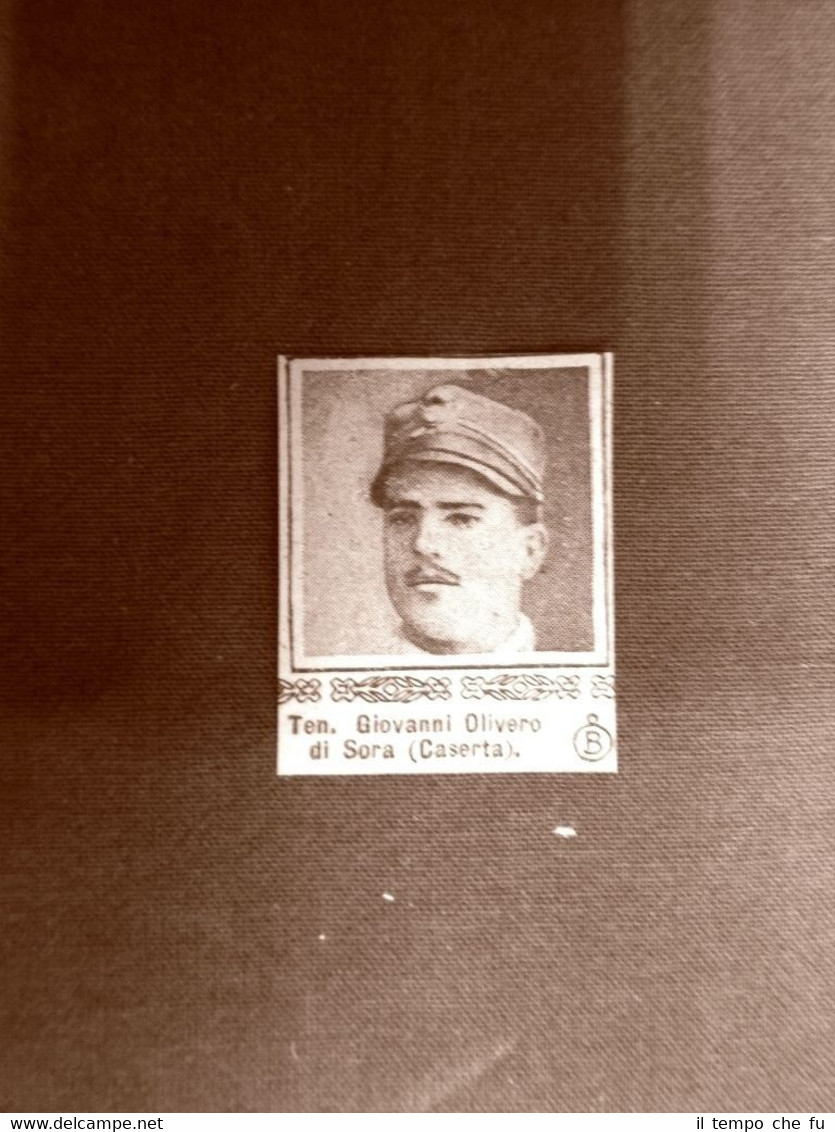 Ten. Giovanni Olivero
di Sora (Caserta).
B
www.delcampe.net
il tempo che fu